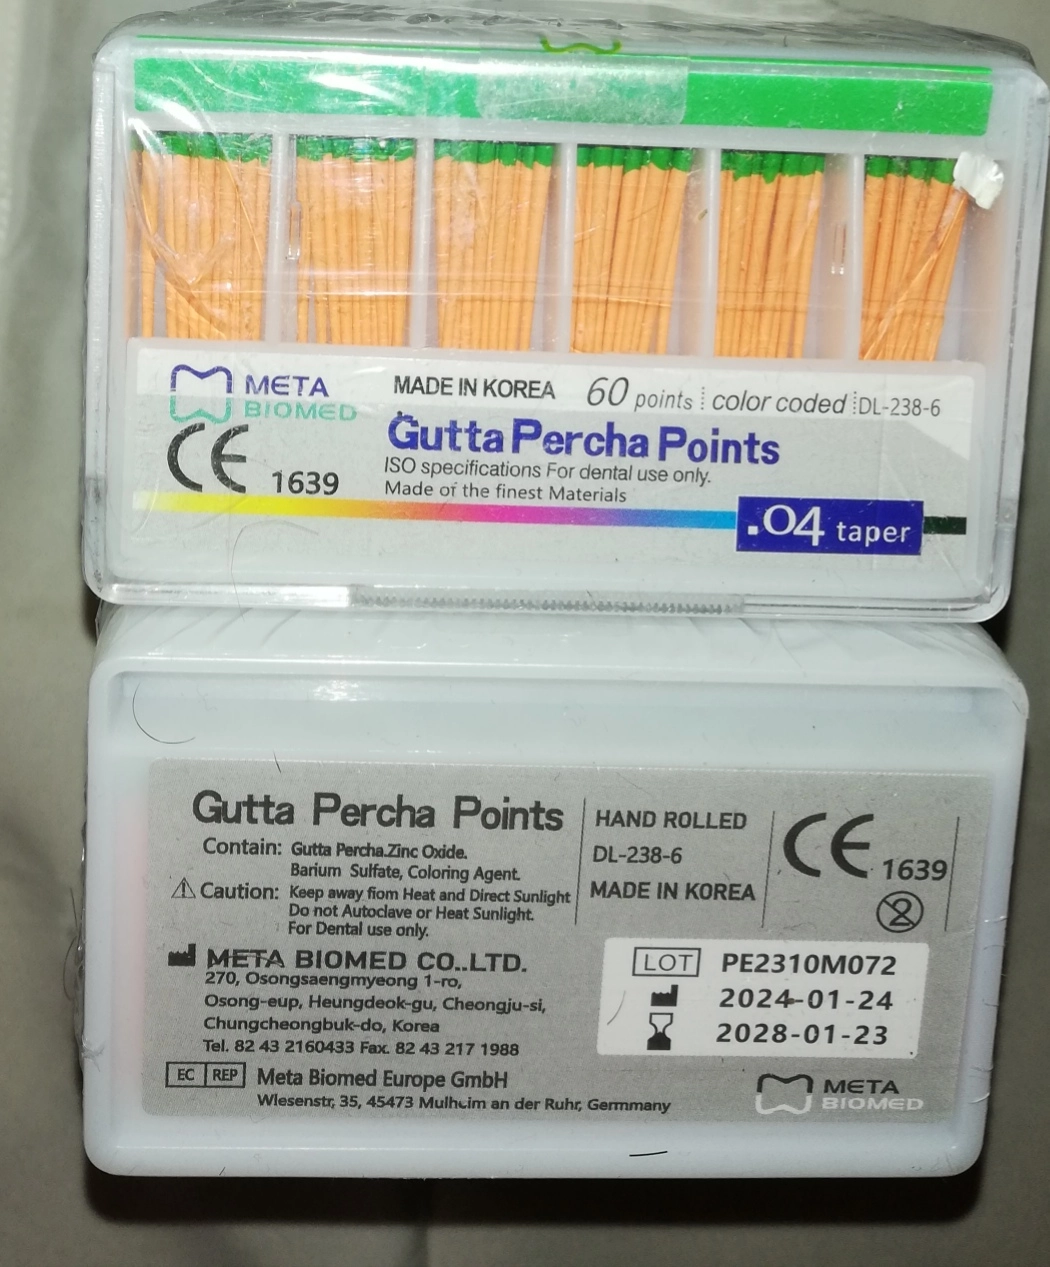 META
BIOMED
MADE IN KOREA
60 points
color coded
DL-238-6
Gutta Percha Points
CE 1639
ISO specifications For dental use only.
Made of the finest Materials
.04 taper
Gutta Percha Points
Contain: Gutta Percha.Zinc Oxide.
Barium Sulfate, Coloring Agent.
Caution: Keep away fiom Heat and Direct Sunlight
Do not Autoclave or Heat Sunlight.
For Dental use only.
META BIOMED CO..LTD.
270, Osongsaengmyeong 1-ro,
Osong-eup, Heungdeok-gu, Cheongju-si,
Chungcheongbuk-do, Korea
Tel. 82 43 2160433 Fax. 82 43 217 1988
EC REP Meta Biomed Europe GmbH
Wlesenstr, 35, 45473 Mulheim an der Ruhr, Germmany
HAND ROLLED
DL-238-6
MADE IN KOREA
CE 1639
2
LOT PE2310M072
2024-01-24
2028-01-23
META
BIOMED